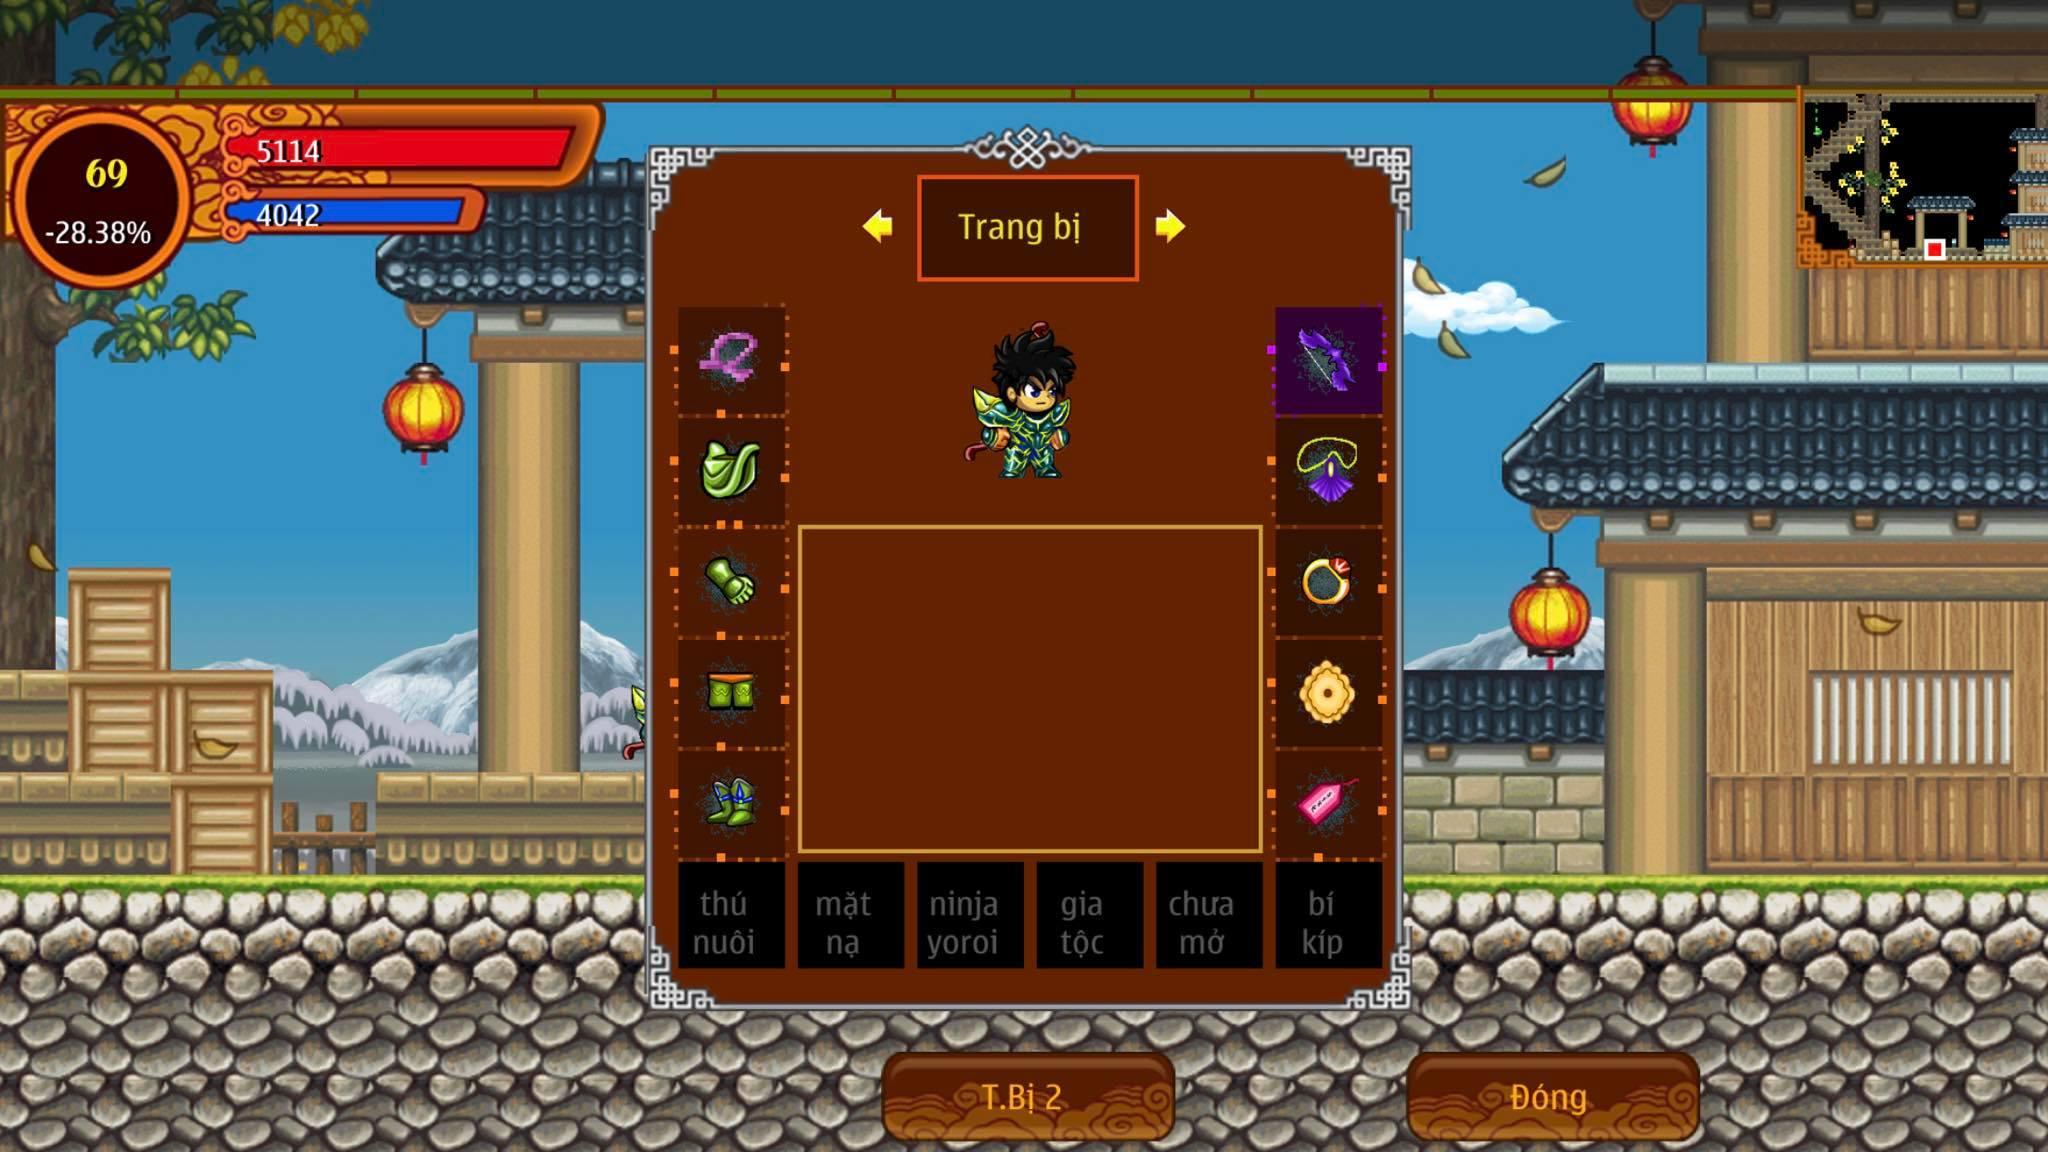 69
-28.38%
5114
4042
Trang bị
thú
nuôi
mặt
nạ
ninja
yoroi
gia
tộc
chưa
mở
bí
kíp
T.Bị 2
Đóng